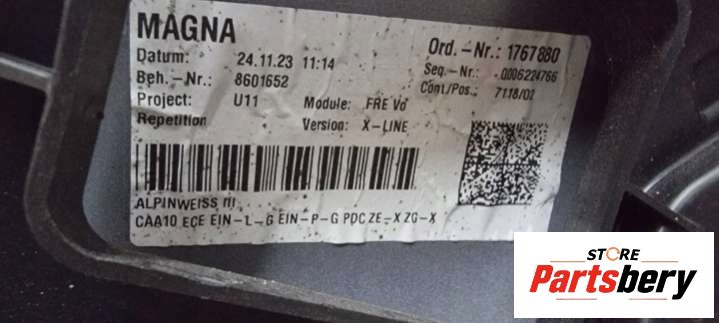 MAGNA
Datum: 24.11.23 11:14
Beh.-Nr.: 8601652
Project: U11
Repetition
Module: FRE Vo
Version: X-LINE
Ord.-Nr.: 1767880
Seq.-Nr.: .0006224766
Cont/Pos.: 7118/02
ALPINWEISS III
CAA10 ECE EIN-L-G EIN-P-G PDC ZE-X ZG-X
STORE
Partsbery